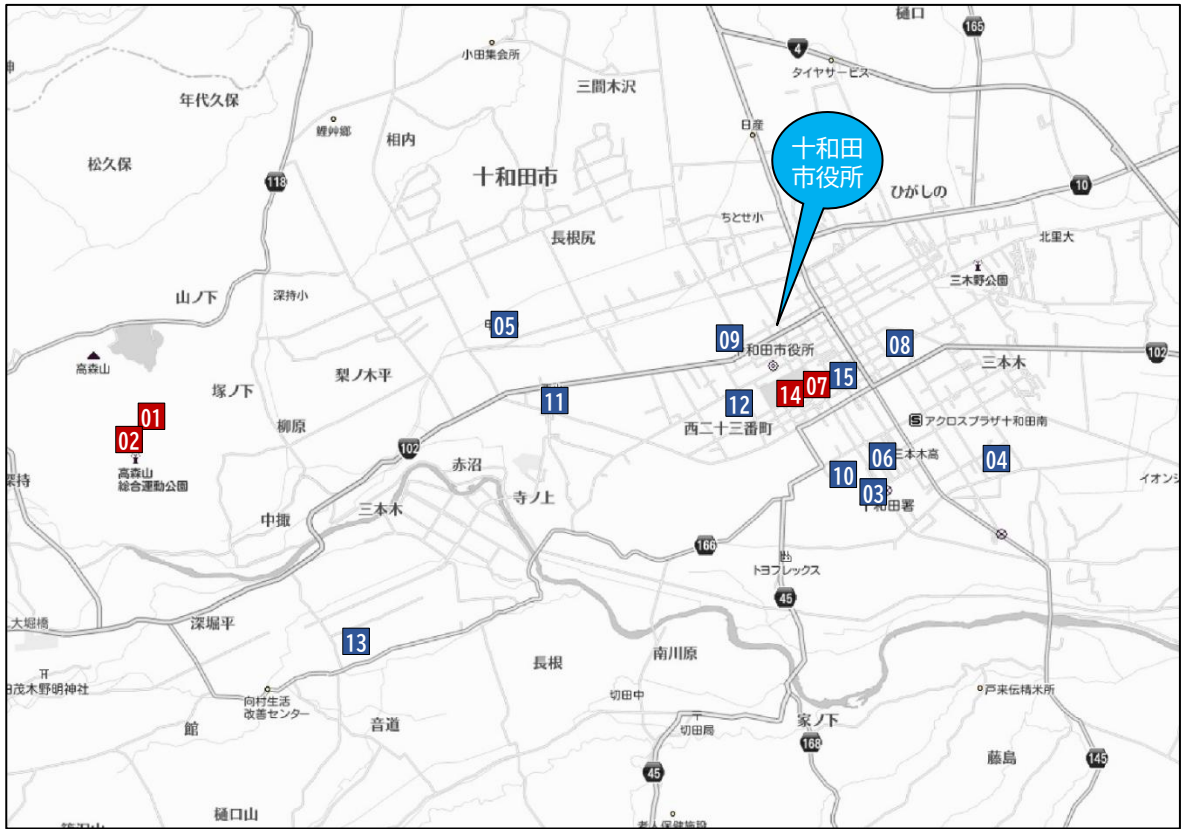 樋口
165
4
小田集会所
タイヤサービス
三間木沢
年代久保
日産
鯉艸郷
相内
十和田
市役所
松久保
十和田市
118
10
ひがしの
ちとせ小
長根尻
北里大
三木野公園
山ノ下
深持小
05
09
08
十和田市役所
102
高森山
三本木
梨ノ木平
15
塚ノ下
07
14
11
12
01
柳原
西二十三番町
アクロスプラザ十和田南
02
102
06
三本木高
04
赤沼
高森山
総合運動公園
10
03
イオン
深持
寺ノ上
三本木
十和田署
中掫
166
トヨフレックス
45
大堀橋
深堀平
13
南川原
長根
向村生活
改善センター
切田中
戸来伝精米所
館
音道
切田局
家ノ下
168
藤島
145
45
樋口山
老人保健施設